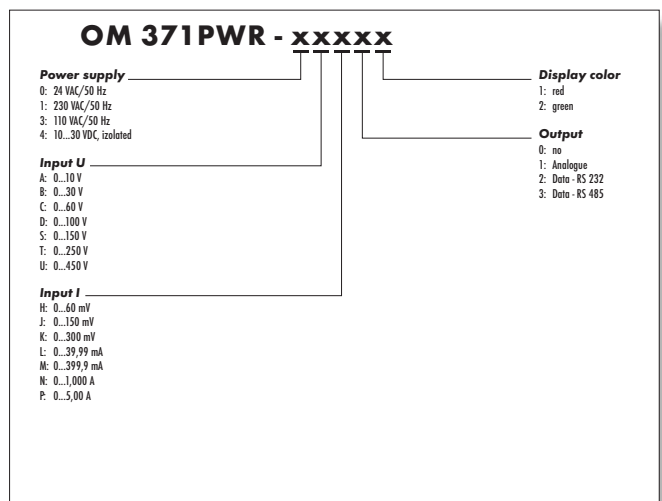 OM 371PWR - xxxxx
Power supply
0: 24 VAC/50 Hz
1: 230 VAC/50 Hz
3: 110 VAC/50 Hz
4: 10...30 VDC, izolated
Input U
A: 0...10 V
B: 0...30 V
C: 0...60 V
D: 0...100 V
S: 0...150 V
T: 0...250 V
U: 0...450 V
Input I
H: 0...60 mV
J: 0...150 mV
K: 0...300 mV
L: 0...39,99 mA
M: 0...399,9 mA
N: 0...1,000 A
P: 0...5,00 A
Display color
1: red
2: green
Output
0: no
1: Analogue
2: Data - RS 232
3: Data - RS 485